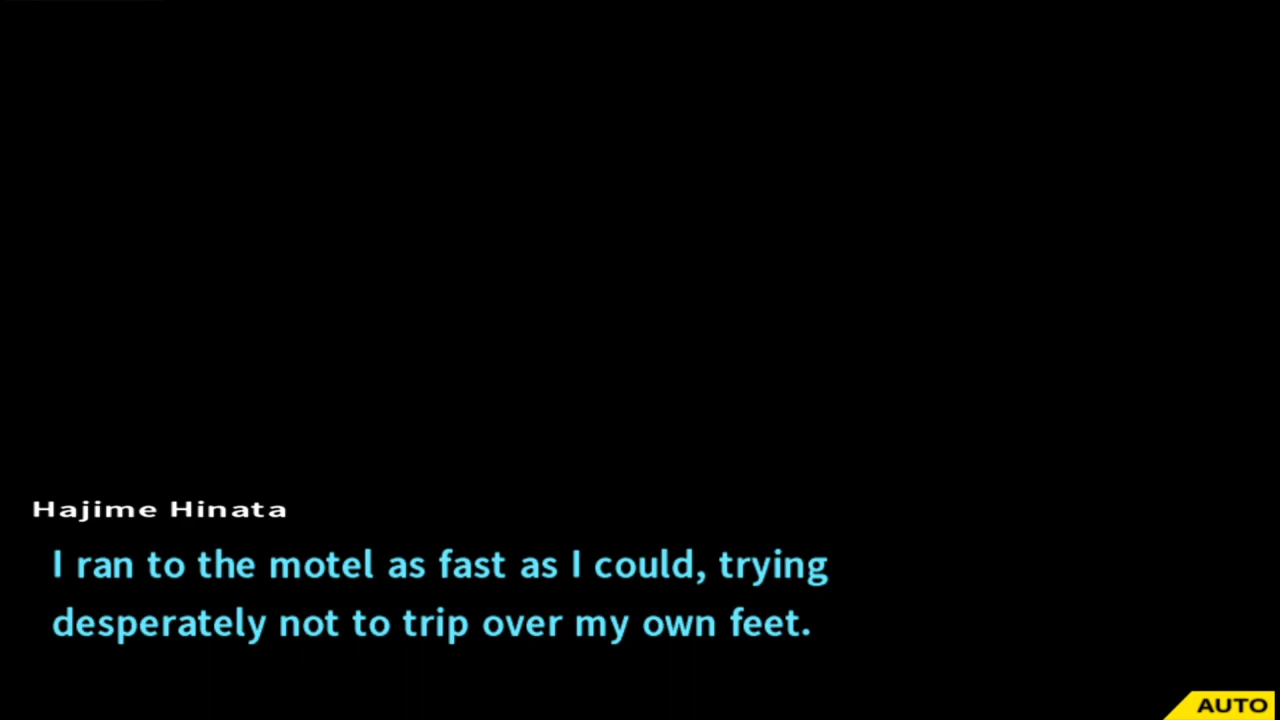 Hajime Hinata
I ran to the motel as fast as I could, trying
desperately not to trip over my own feet.
AUTO